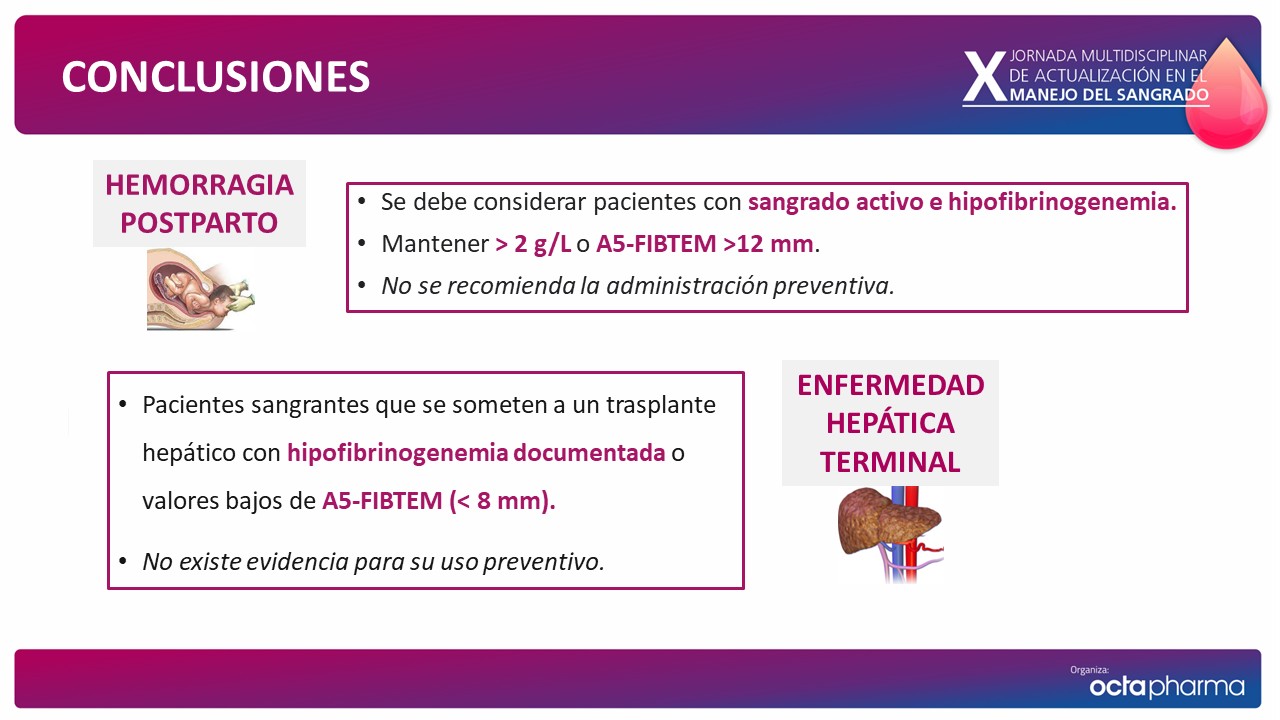 CONCLUSIONES
X JORNADA MULTIDISCIPLINAR
DE ACTUALIZACIÓN EN EL
MANEJO DEL SANGRADO
HEMORRAGIA
POSTPARTO
• Se debe considerar pacientes con sangrado activo e hipofibrinogenemia.
• Mantener > 2 g/L o A5-FIBTEM >12 mm.
• No se recomienda la administración preventiva.
• Pacientes sangrantes que se someten a un trasplante
hepático con hipofibrinogenemia documentada o
valores bajos de A5-FIBTEM (< 8 mm).
• No existe evidencia para su uso preventivo.
ENFERMEDAD
HEPÁTICA
TERMINAL
Organiza:
octapharma